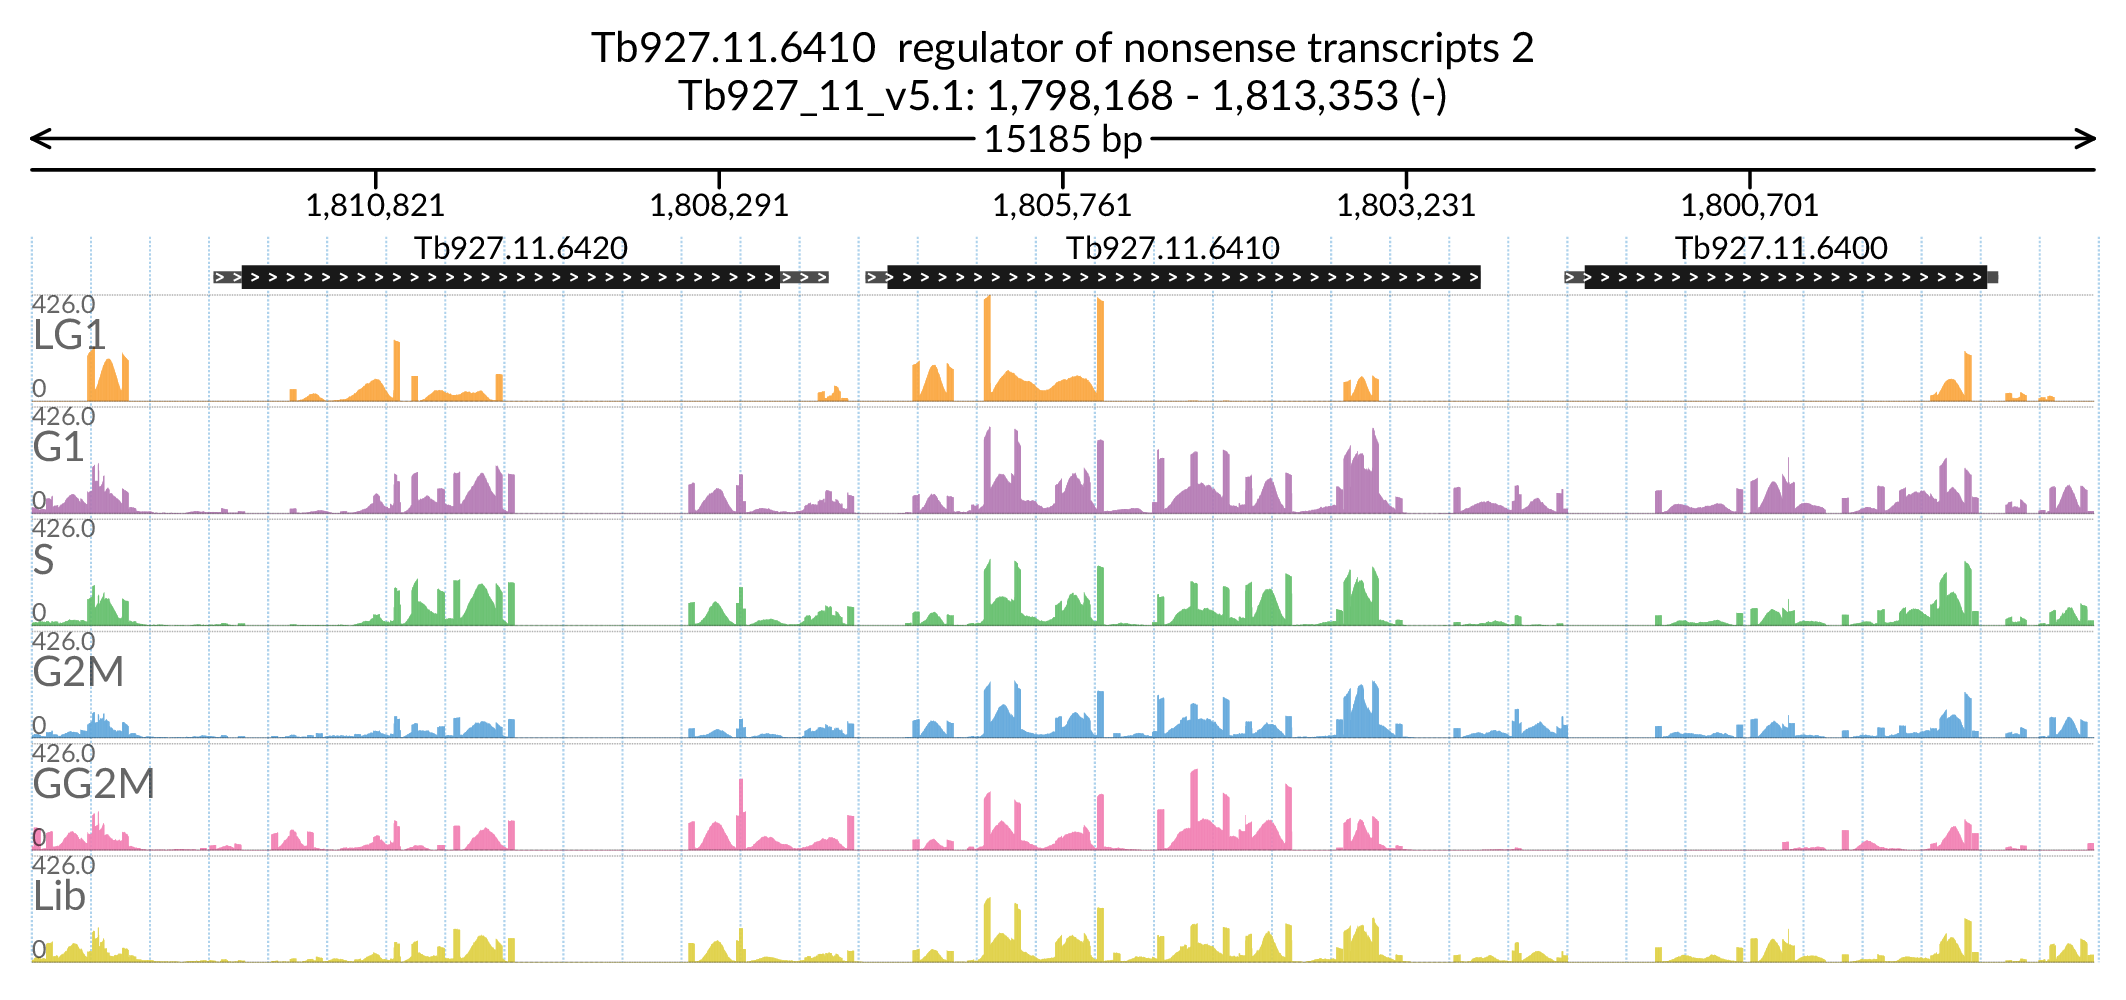 Tb927.11.6410 regulator of nonsense transcripts 2
Tb927_11_v5.1: 1,798,168 - 1,813,353 (-)
15185 bp
1,810,821 1,808,291 1,805,761 1,803,231 1,800,701
Tb927.11.6420 Tb927.11.6410 Tb927.11.6400
426.0
LG1
0
426.0
G1
0
426.0
S
0
426.0
G2M
0
426.0
GG2M
0
426.0
Lib
0